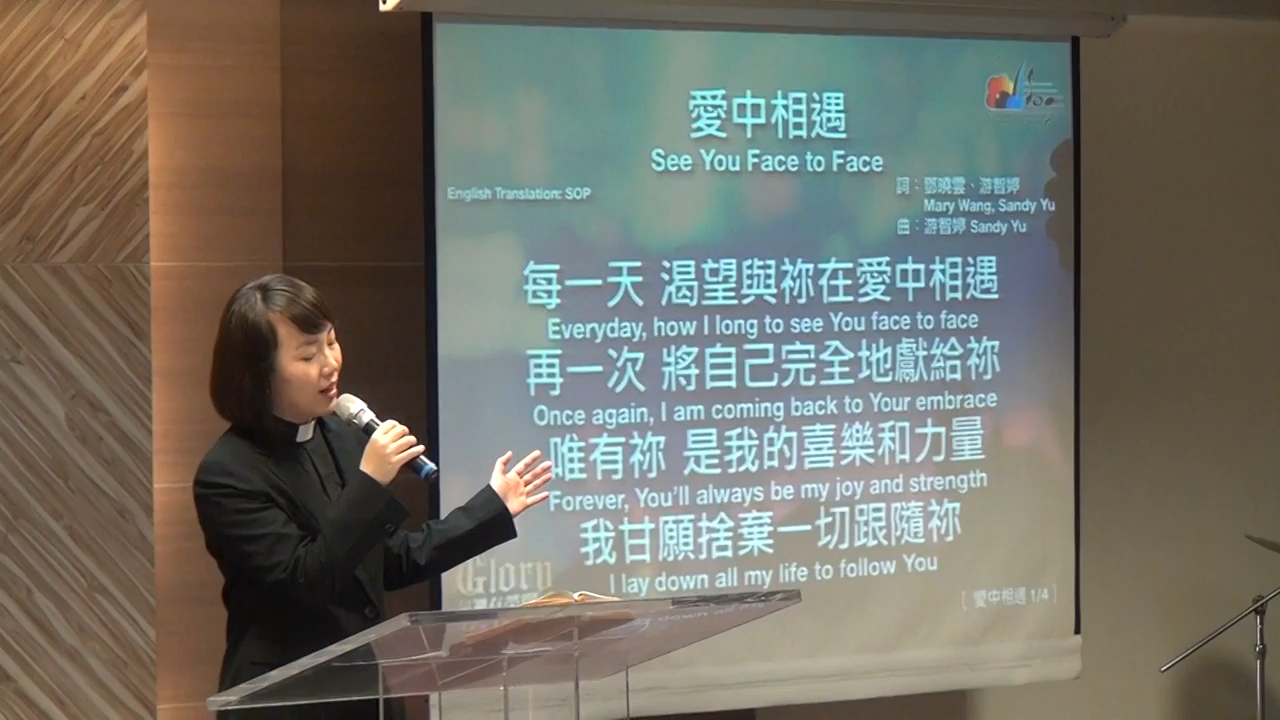 愛中相遇
See You Face to Face
English Translation: SOP
詞：鄧曉雲、游智婷
Mary Wang, Sandy Yu
曲：游智婷 Sandy Yu
每一天 渴望與祢在愛中相遇
Everyday, how I long to see You face to face
再一次 將自己完全地獻給祢
Once again, I am coming back to Your embrace
唯有祢 是我的喜樂和力量
Forever, You'll always be my joy and strength
我甘願捨棄一切跟隨祢
I lay down all my life to follow You
Glory
[ 愛中相遇 1/4 ]